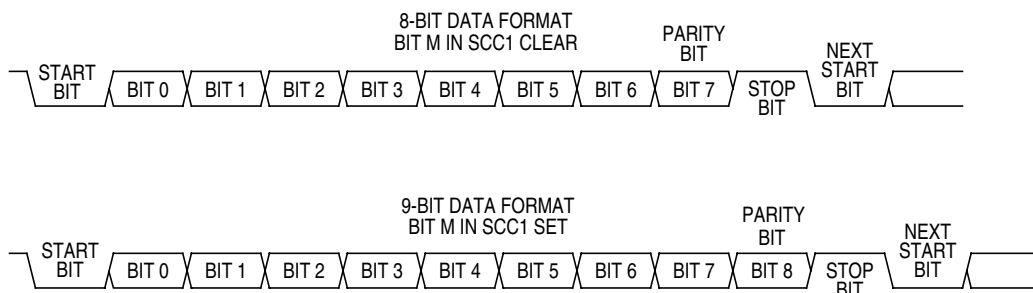 8-BIT DATA FORMAT
BIT M IN SCC1 CLEAR
PARITY
BIT
START
BIT
BIT 0
BIT 1
BIT 2
BIT 3
BIT 4
BIT 5
BIT 6
BIT 7
STOP
BIT
NEXT
START
BIT
9-BIT DATA FORMAT
BIT M IN SCC1 SET
PARITY
BIT
START
BIT
BIT 0
BIT 1
BIT 2
BIT 3
BIT 4
BIT 5
BIT 6
BIT 7
BIT 8
STOP
BIT
NEXT
START
BIT